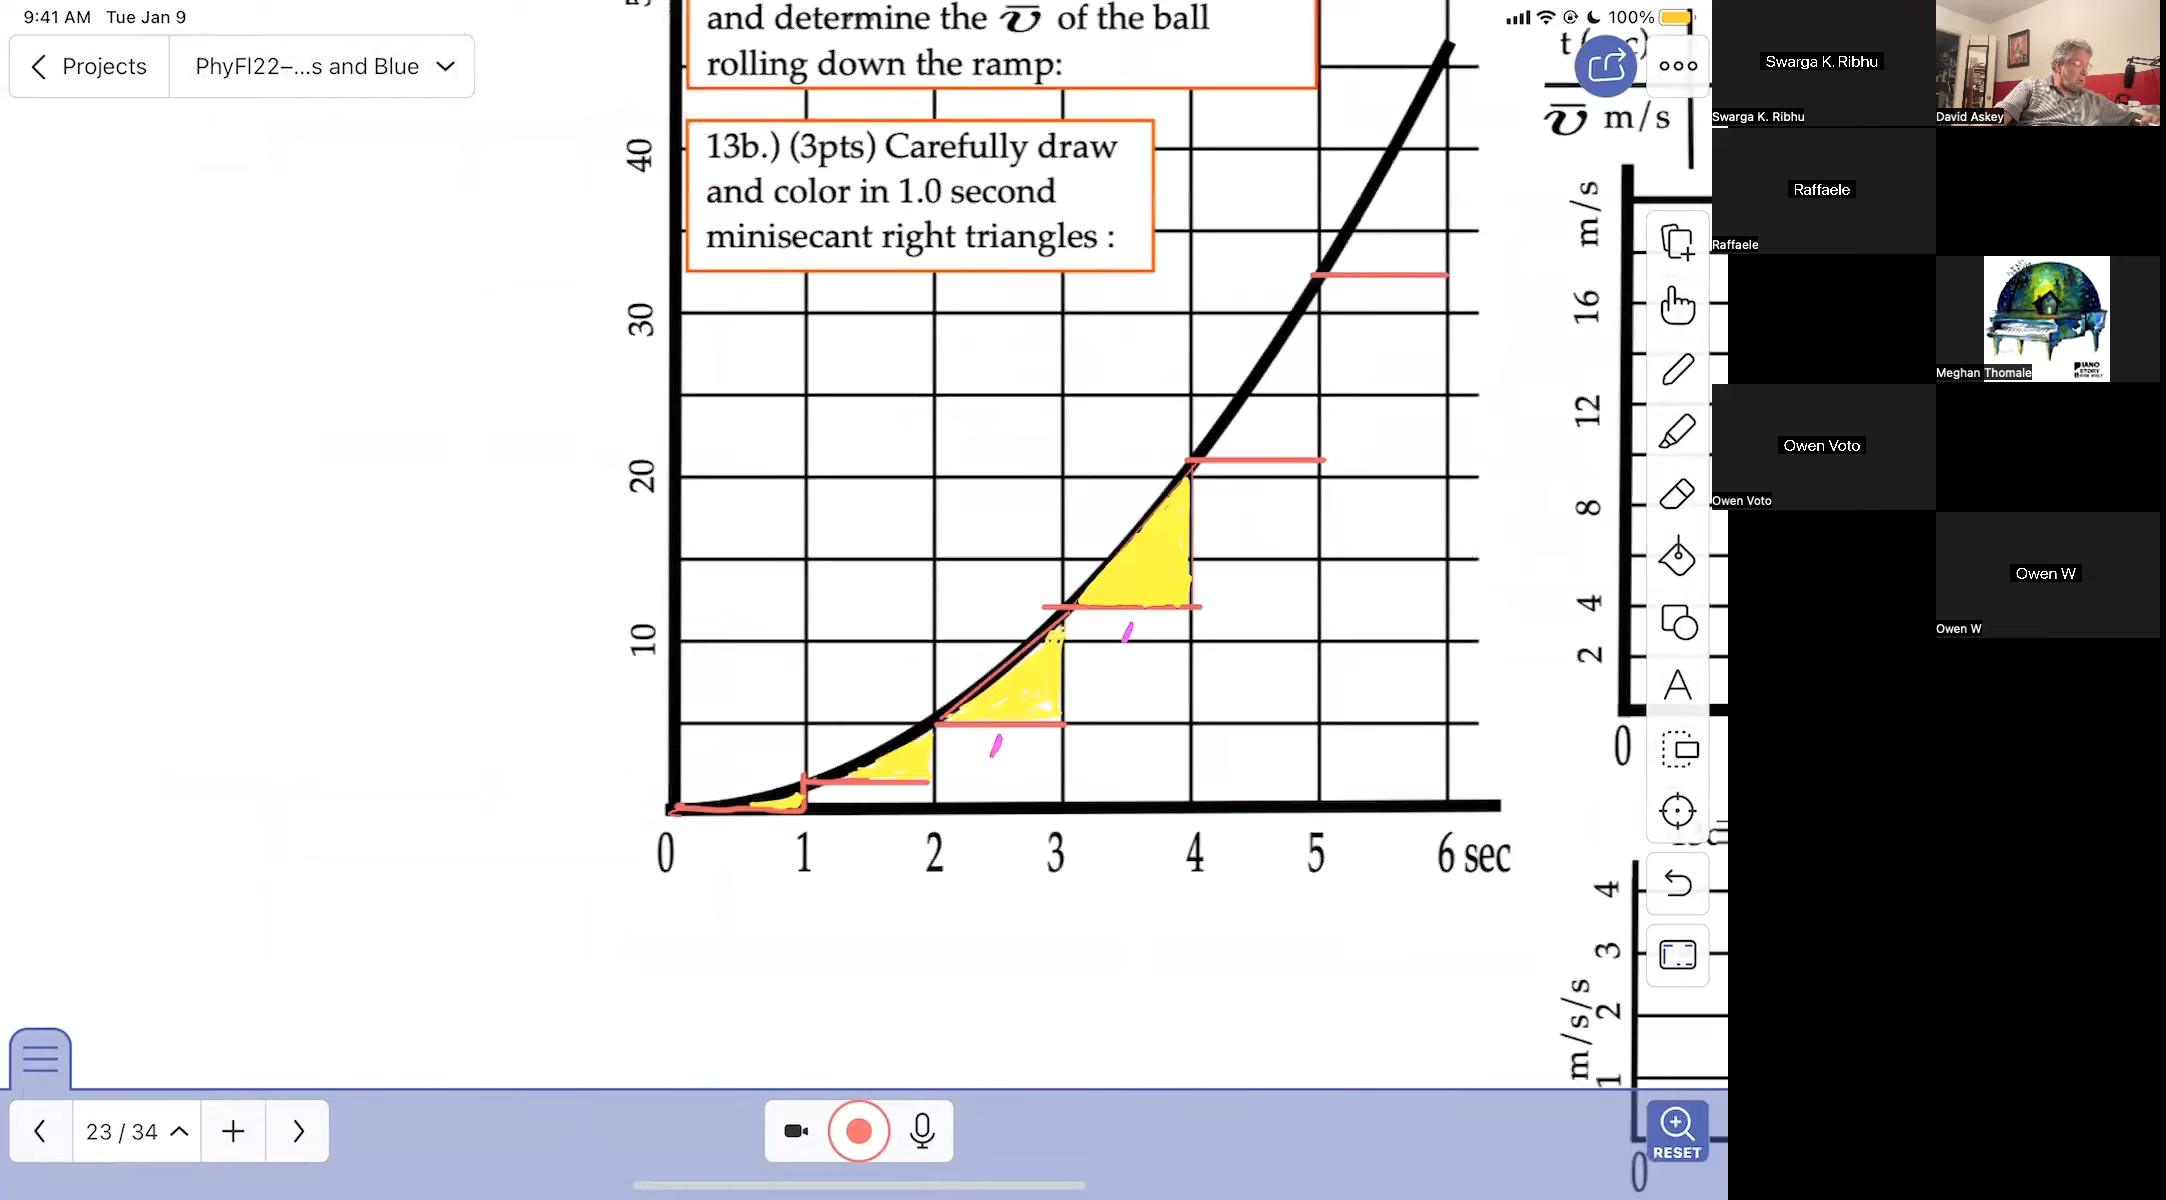 9:41 AM Tue Jan 9
100%
Projects
PhyFl22–...s and Blue
and determine the v̅ of the ball
rolling down the ramp:
13b.) (3pts) Carefully draw
and color in 1.0 second
minisecant right triangles :
40
30
20
10
0 1 2 3 4 5 6 sec
v̅ m/s
m/s
16
12
8
4
2
0
m/s/s
4
3
2
1
0
A
23 / 34
RESET
Swarga K. Ribhu
Swarga K. Ribhu
David Askey
Raffaele
Raffaele
PIANO
Meghan Thomale
Owen Voto
Owen Voto
Owen W
Owen W